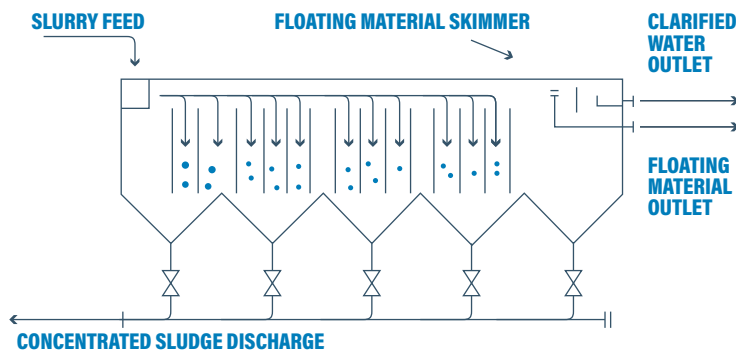 SLURRY FEED
FLOATING MATERIAL SKIMMER
CLARIFIED
WATER
OUTLET
FLOATING
MATERIAL
OUTLET
CONCENTRATED SLUDGE DISCHARGE